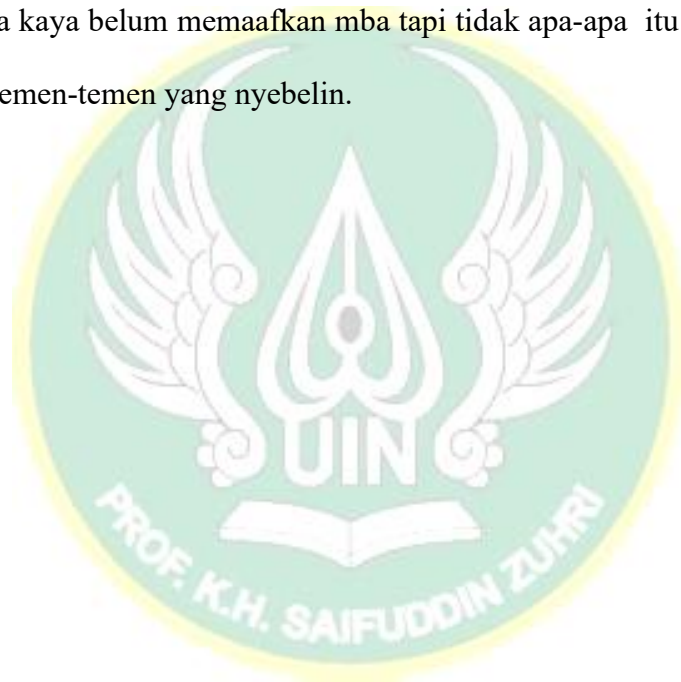 a kaya belum memaafkan mba tapi tidak apa-apa itu
emen-temen yang nyebelin.
UIN
PROF. K.H. SAIFUDDIN ZUHRI